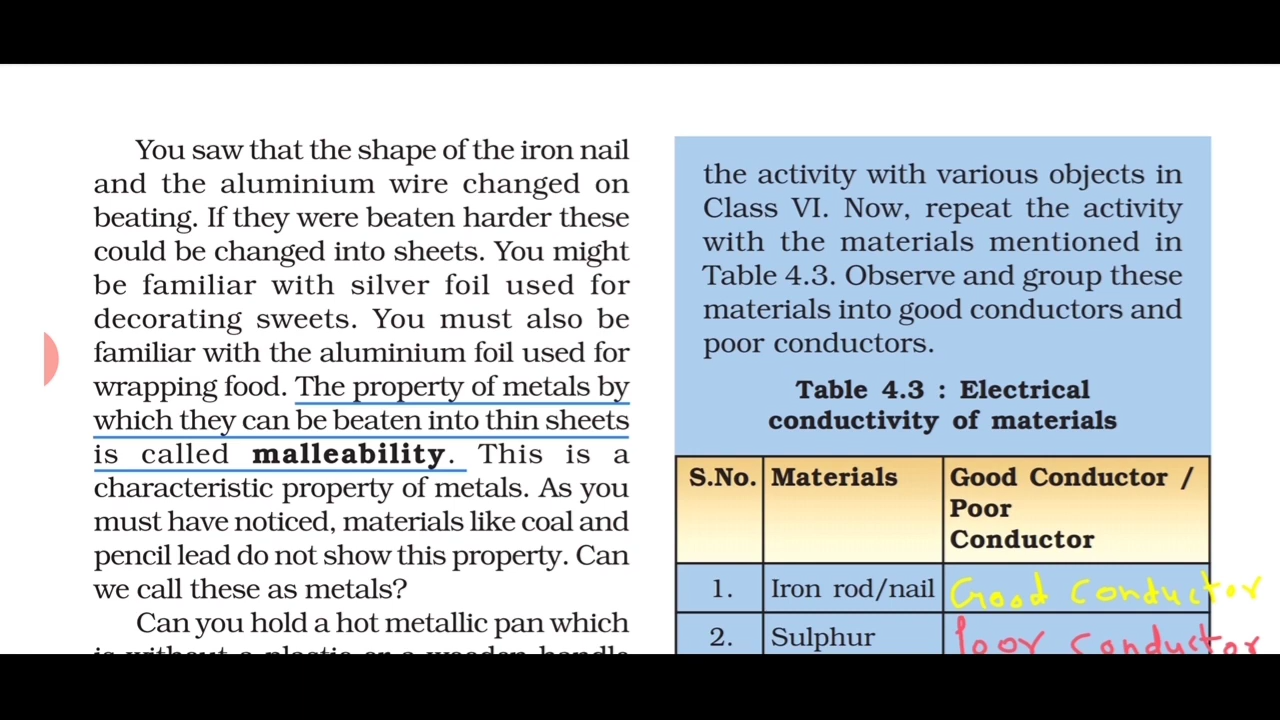 You saw that the shape of the iron nail
and the aluminium wire changed on
beating. If they were beaten harder these
could be changed into sheets. You might
be familiar with silver foil used for
decorating sweets. You must also be
familiar with the aluminium foil used for
wrapping food. The property of metals by
which they can be beaten into thin sheets
is called malleability. This is a
characteristic property of metals. As you
must have noticed, materials like coal and
pencil lead do not show this property. Can
we call these as metals?
Can you hold a hot metallic pan which
is without a plastic or a wooden handle
the activity with various objects in
Class VI. Now, repeat the activity
with the materials mentioned in
Table 4.3. Observe and group these
materials into good conductors and
poor conductors.
Table 4.3 : Electrical
conductivity of materials
S.No. Materials Good Conductor /
Poor
Conductor
1. Iron rod/nail Good conductor
2. Sulphur Poor conductor